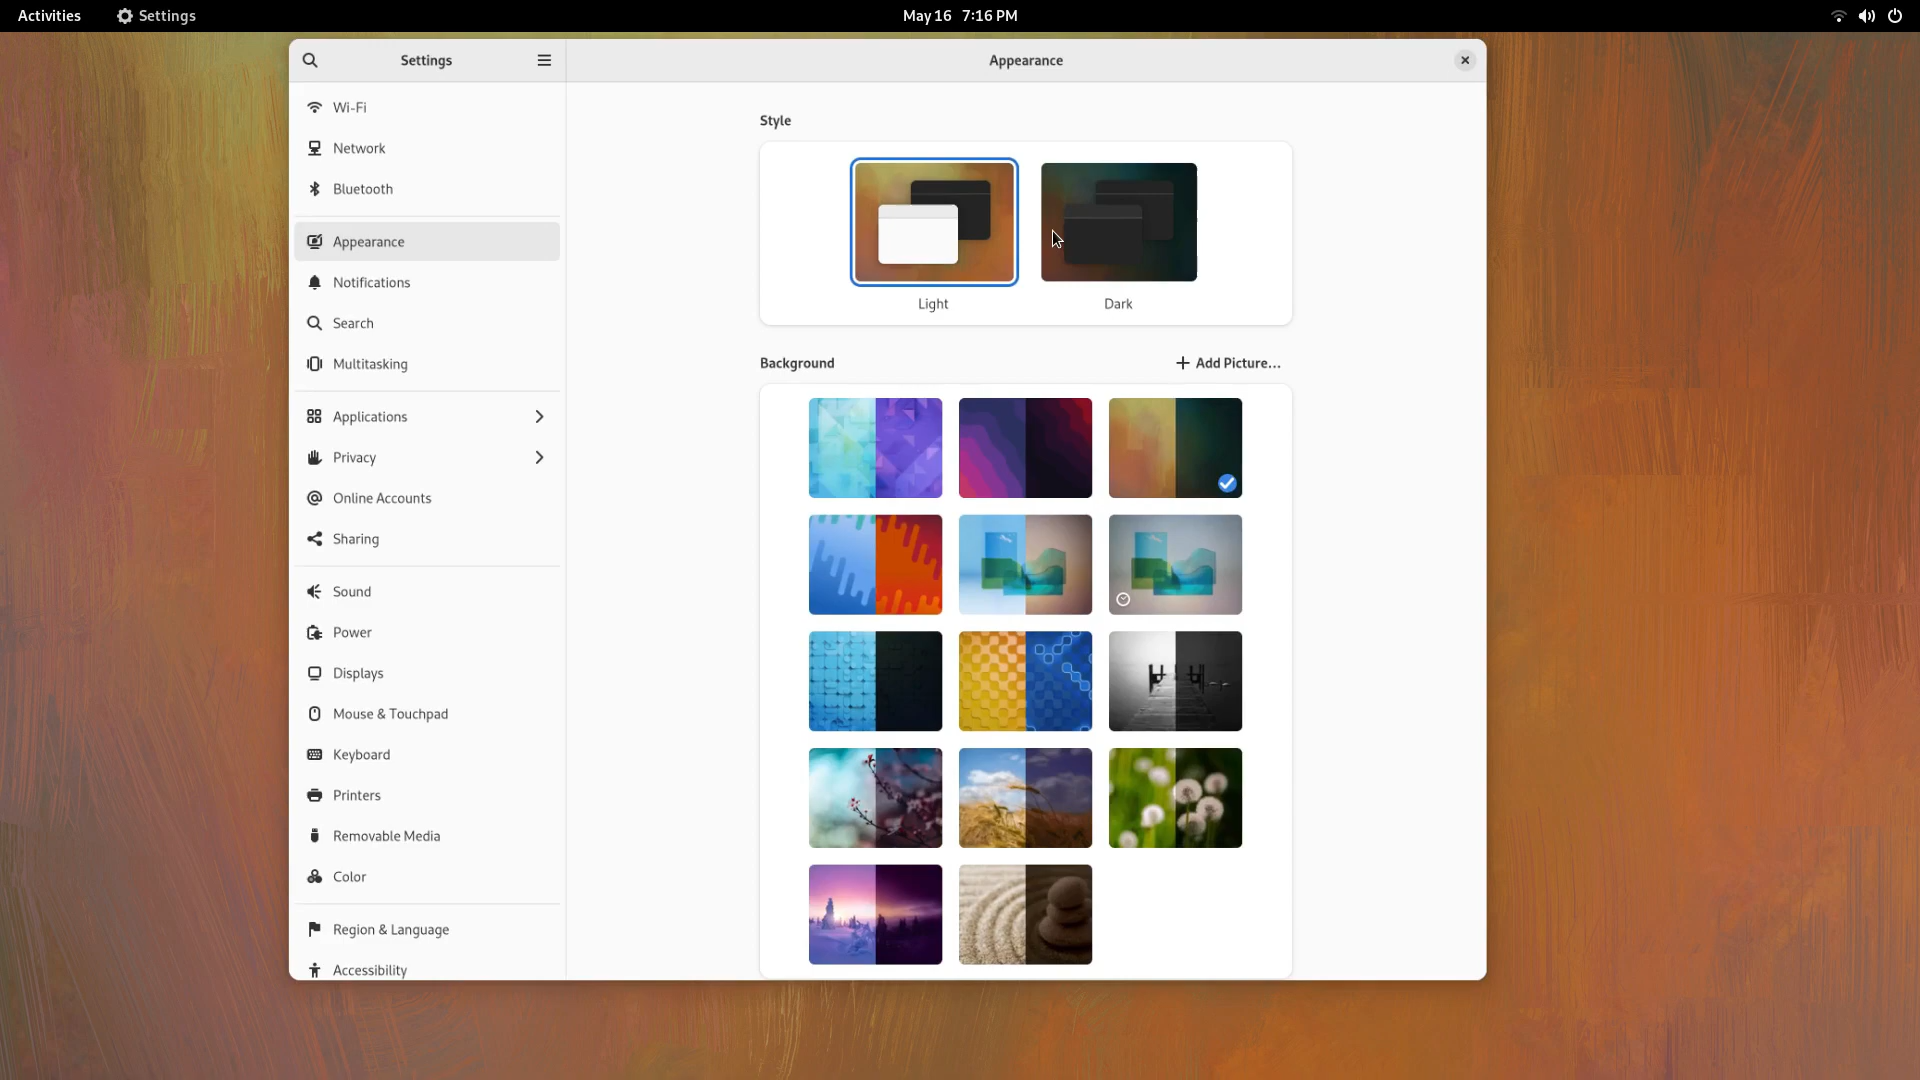 Activities
Settings
May 16 7:16 PM
Settings
Appearance
Wi-Fi
Network
Bluetooth
Appearance
Notifications
Search
Multitasking
Applications
Privacy
Online Accounts
Sharing
Sound
Power
Displays
Mouse & Touchpad
Keyboard
Printers
Removable Media
Color
Region & Language
Accessibility
Style
Light
Dark
Background
Add Picture…